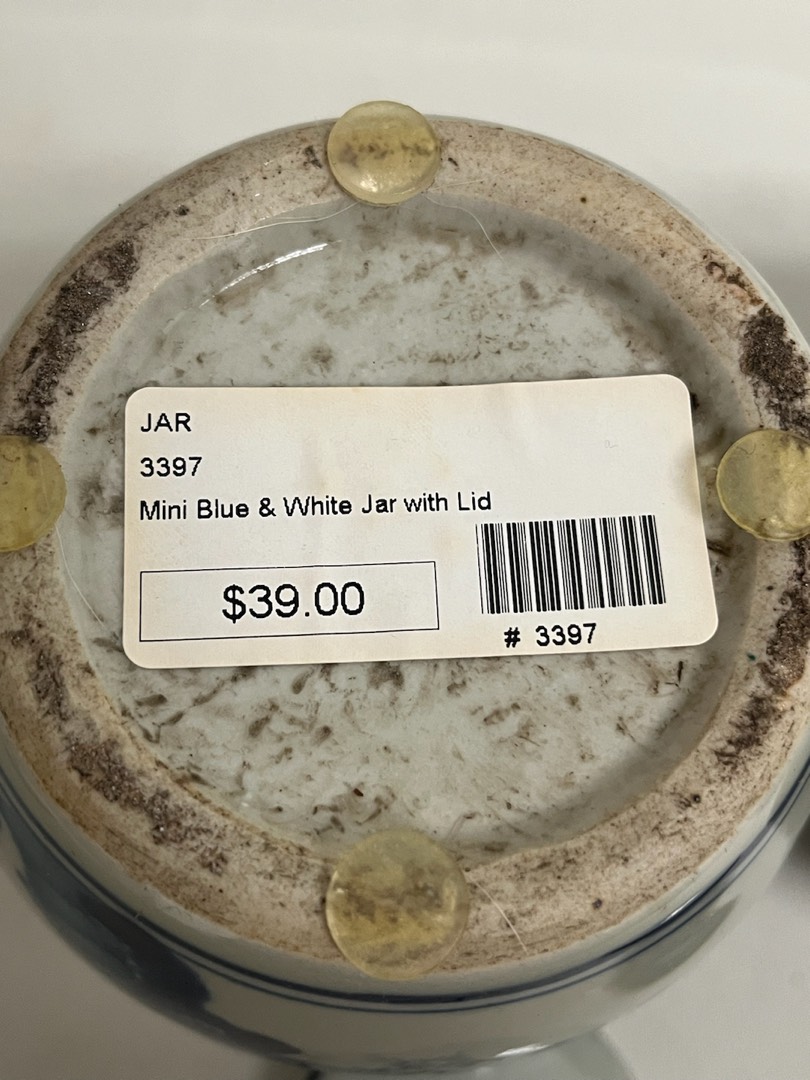 JAR
3397
Mini Blue & White Jar with Lid
$39.00
# 3397